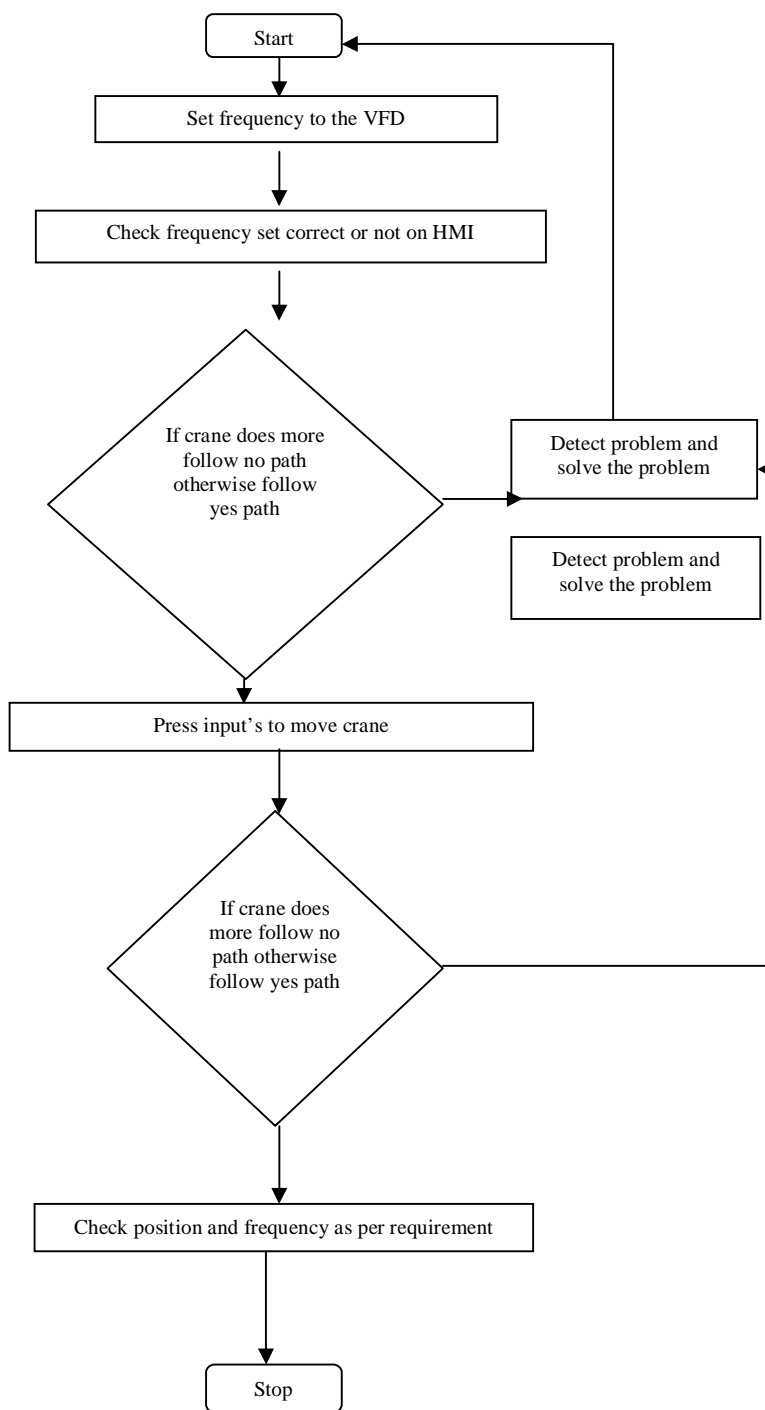 Start
Set frequency to the VFD
Check frequency set correct or not on HMI
If crane does more
follow no path
otherwise follow
yes path
Detect problem and
solve the problem
Detect problem and
solve the problem
Press input’s to move crane
If crane does
more follow no
path otherwise
follow yes path
Check position and frequency as per requirement
Stop